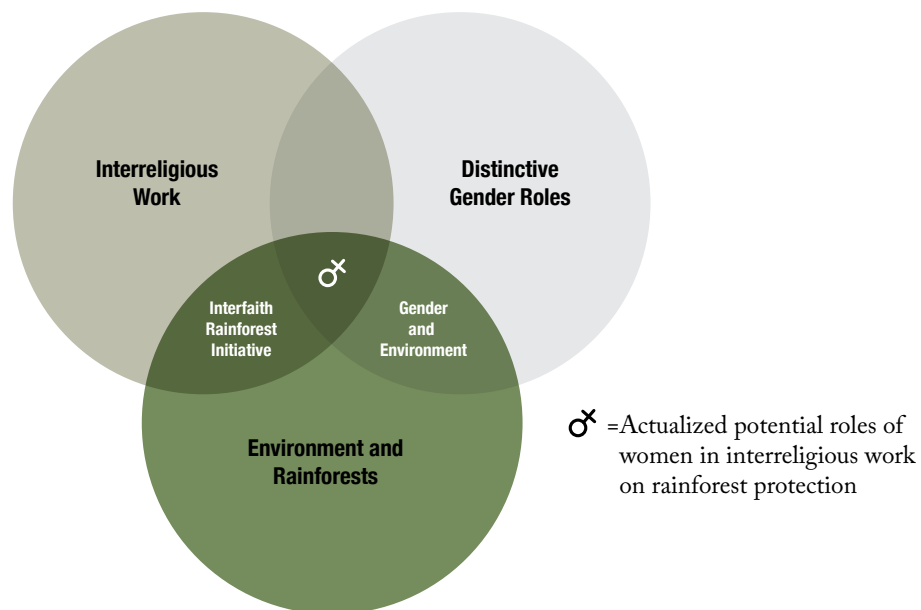 Interreligious
Work
Distinctive
Gender Roles
Interfaith
Rainforest
Initiative
Gender
and
Environment
Environment and
Rainforests
=Actualized potential roles of
women in interreligious work
on rainforest protection